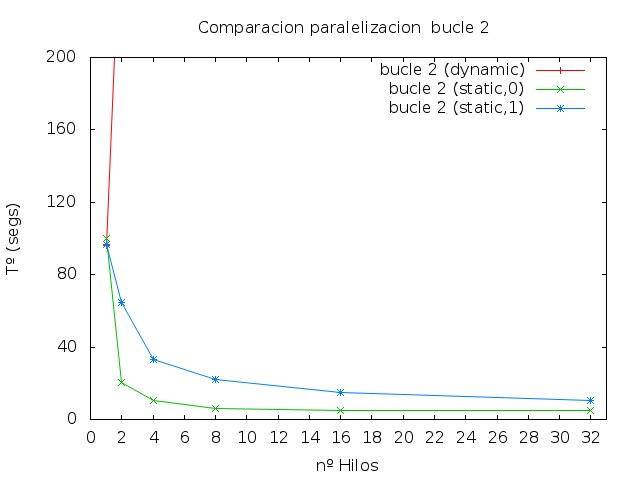 Comparacion paralelizacion  bucle 2
200
160
120
80
40
0
Tº (segs)
bucle 2 (dynamic)
bucle 2 (static,0)
bucle 2 (static,1)
0 2 4 6 8 10 12 14 16 18 20 22 24 26 28 30 32
nº Hilos